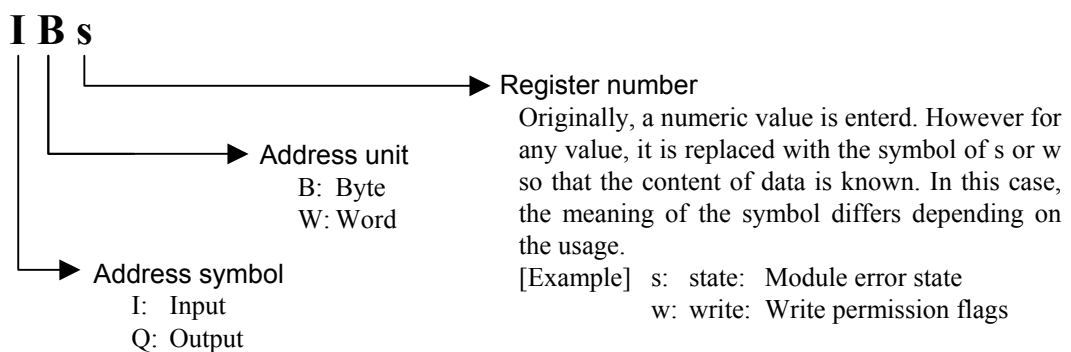 I B s
Register number
Originally, a numeric value is enterd. However for
any value, it is replaced with the symbol of s or w
so that the content of data is known. In this case,
the meaning of the symbol differs depending on
the usage.
[Example] s: state: Module error state
w: write: Write permission flags
Address unit
B: Byte
W: Word
Address symbol
I: Input
Q: Output